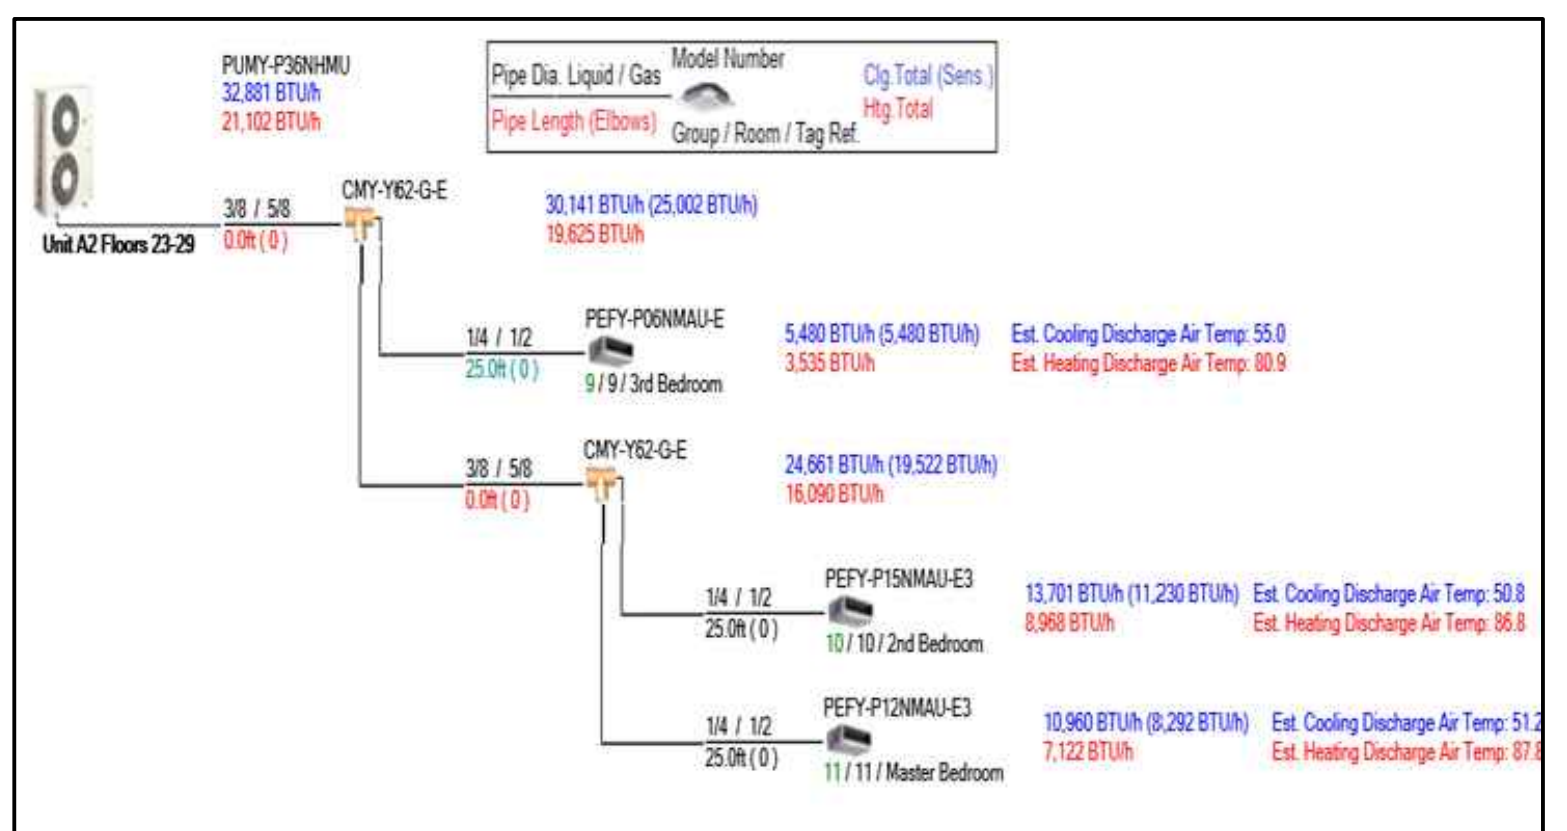 PUMY-P36NHMU
32,881 BTU/h
21,102 BTU/h
Pipe Dia. Liquid / Gas
Pipe Length (Elbows)
Model Number
Group / Room / Tag Ref.
Clg.Total (Sens.)
Htg.Total
Unit A2 Floors 23-29
3/8 / 5/8
0.0ft ( 0 )
CMY-Y62-G-E
30,141 BTU/h (25,002 BTU/h)
19,625 BTU/h
1/4 / 1/2
25.0ft ( 0 )
PEFY-P06NMAU-E
9 / 9 / 3rd Bedroom
5,480 BTU/h (5,480 BTU/h)
3,535 BTU/h
Est. Cooling Discharge Air Temp: 55.0
Est. Heating Discharge Air Temp: 80.9
3/8 / 5/8
0.0ft ( 0 )
CMY-Y62-G-E
24,661 BTU/h (19,522 BTU/h)
16,090 BTU/h
1/4 / 1/2
25.0ft ( 0 )
PEFY-P15NMAU-E3
10 / 10 / 2nd Bedroom
13,701 BTU/h (11,230 BTU/h)
8,968 BTU/h
Est. Cooling Discharge Air Temp: 50.8
Est. Heating Discharge Air Temp: 86.8
1/4 / 1/2
25.0ft ( 0 )
PEFY-P12NMAU-E3
11 / 11 / Master Bedroom
10,960 BTU/h (8,292 BTU/h)
7,122 BTU/h
Est. Cooling Discharge Air Temp: 51.2
Est. Heating Discharge Air Temp: 87.8